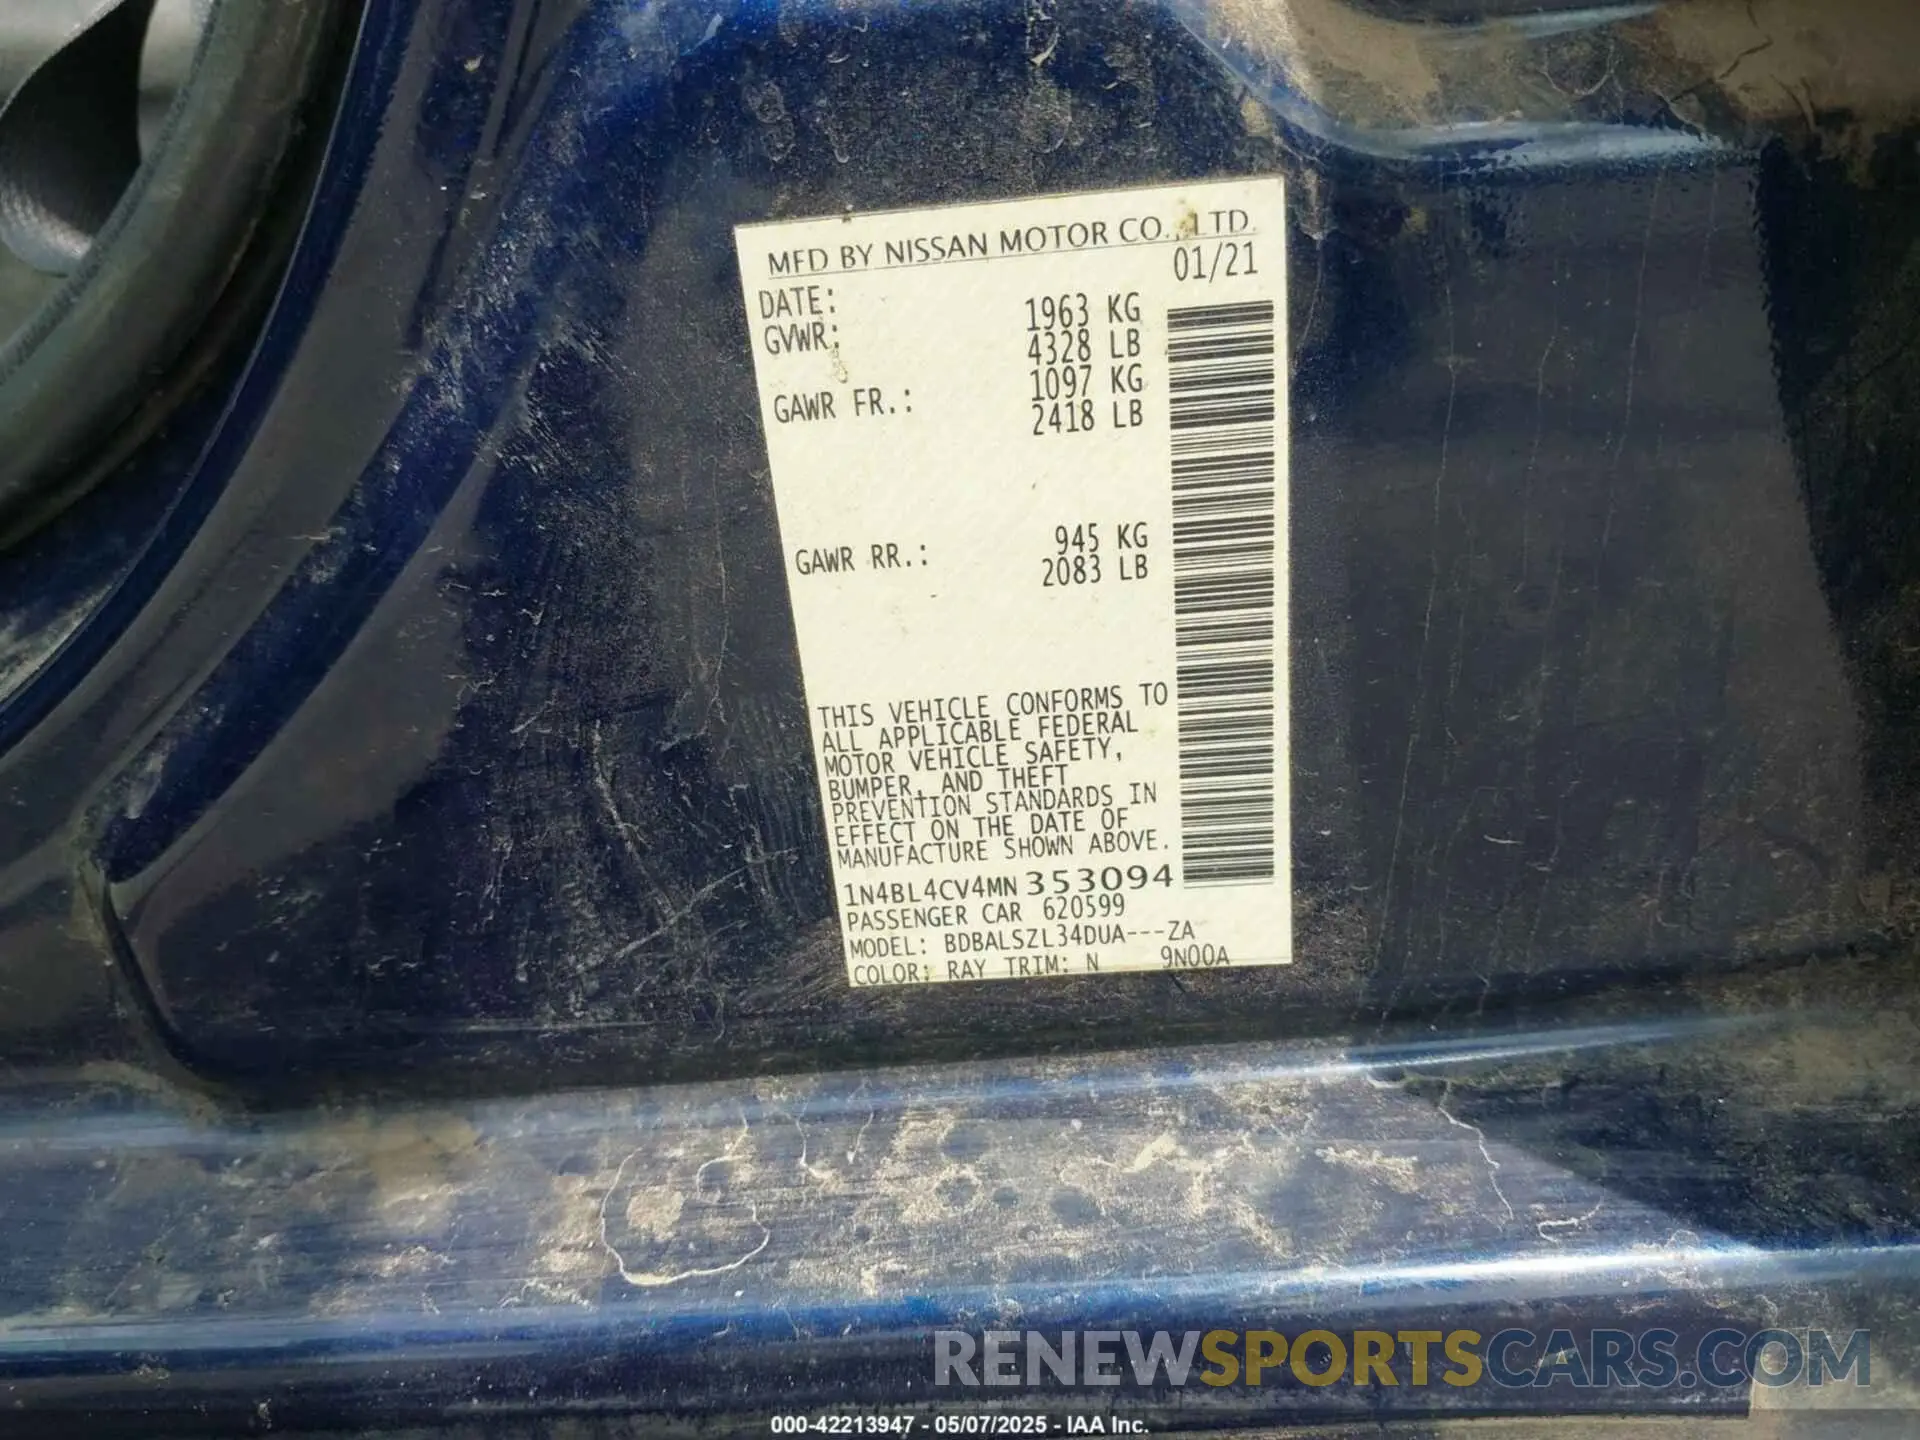 MFD BY NISSAN MOTOR CO., LTD.
DATE: 01/21
GVWR: 1963 KG
4328 LB
GAWR FR.: 1097 KG
2418 LB
GAWR RR.: 945 KG
2083 LB
THIS VEHICLE CONFORMS TO
ALL APPLICABLE FEDERAL
MOTOR VEHICLE SAFETY,
BUMPER, AND THEFT
PREVENTION STANDARDS IN
EFFECT ON THE DATE OF
MANUFACTURE SHOWN ABOVE.
1N4BL4CV4MN353094
PASSENGER CAR 620599
MODEL: BDBALSZL34DUA---ZA
COLOR: RAY TRIM: N 9N00A
RENEWSPORTSCARS.COM
000-42213947 - 05/07/2025 - IAA Inc.